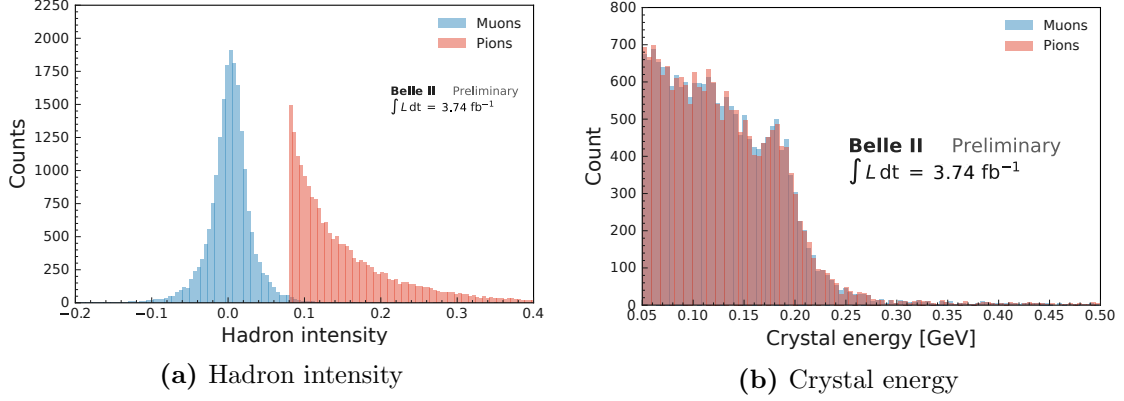 2250
2000
1750
1500
1250
1000
750
500
250
0
Counts
Muons
Pions
Belle II Preliminary
∫ L dt = 3.74 fb⁻¹
−0.2 −0.1 0.0 0.1 0.2 0.3 0.4
Hadron intensity
(a) Hadron intensity
800
700
600
500
400
300
200
100
0
Count
Muons
Pions
Belle II Preliminary
∫ L dt = 3.74 fb⁻¹
0.05 0.10 0.15 0.20 0.25 0.30 0.35 0.40 0.45 0.50
Crystal energy [GeV]
(b) Crystal energy